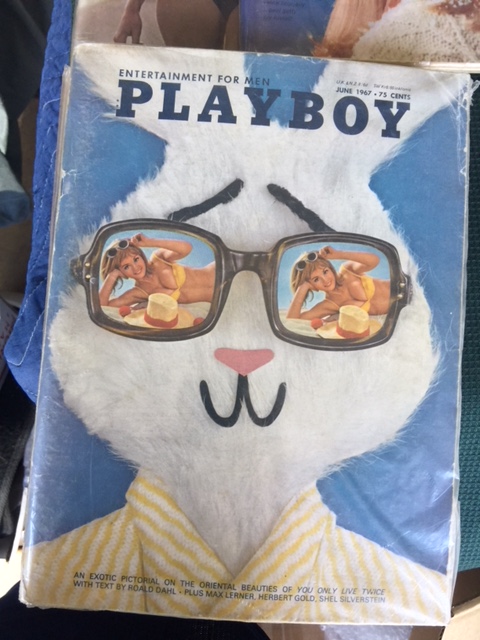 ENTERTAINMENT FOR MEN
JUNE 1967 • 75 CENTS
PLAYBOY
AN EXOTIC PICTORIAL ON THE ORIENTAL BEAUTIES OF YOU ONLY LIVE TWICE
WITH TEXT BY ROALD DAHL • PLUS MAX LERNER, HERBERT GOLD, SHEL SILVERSTEIN